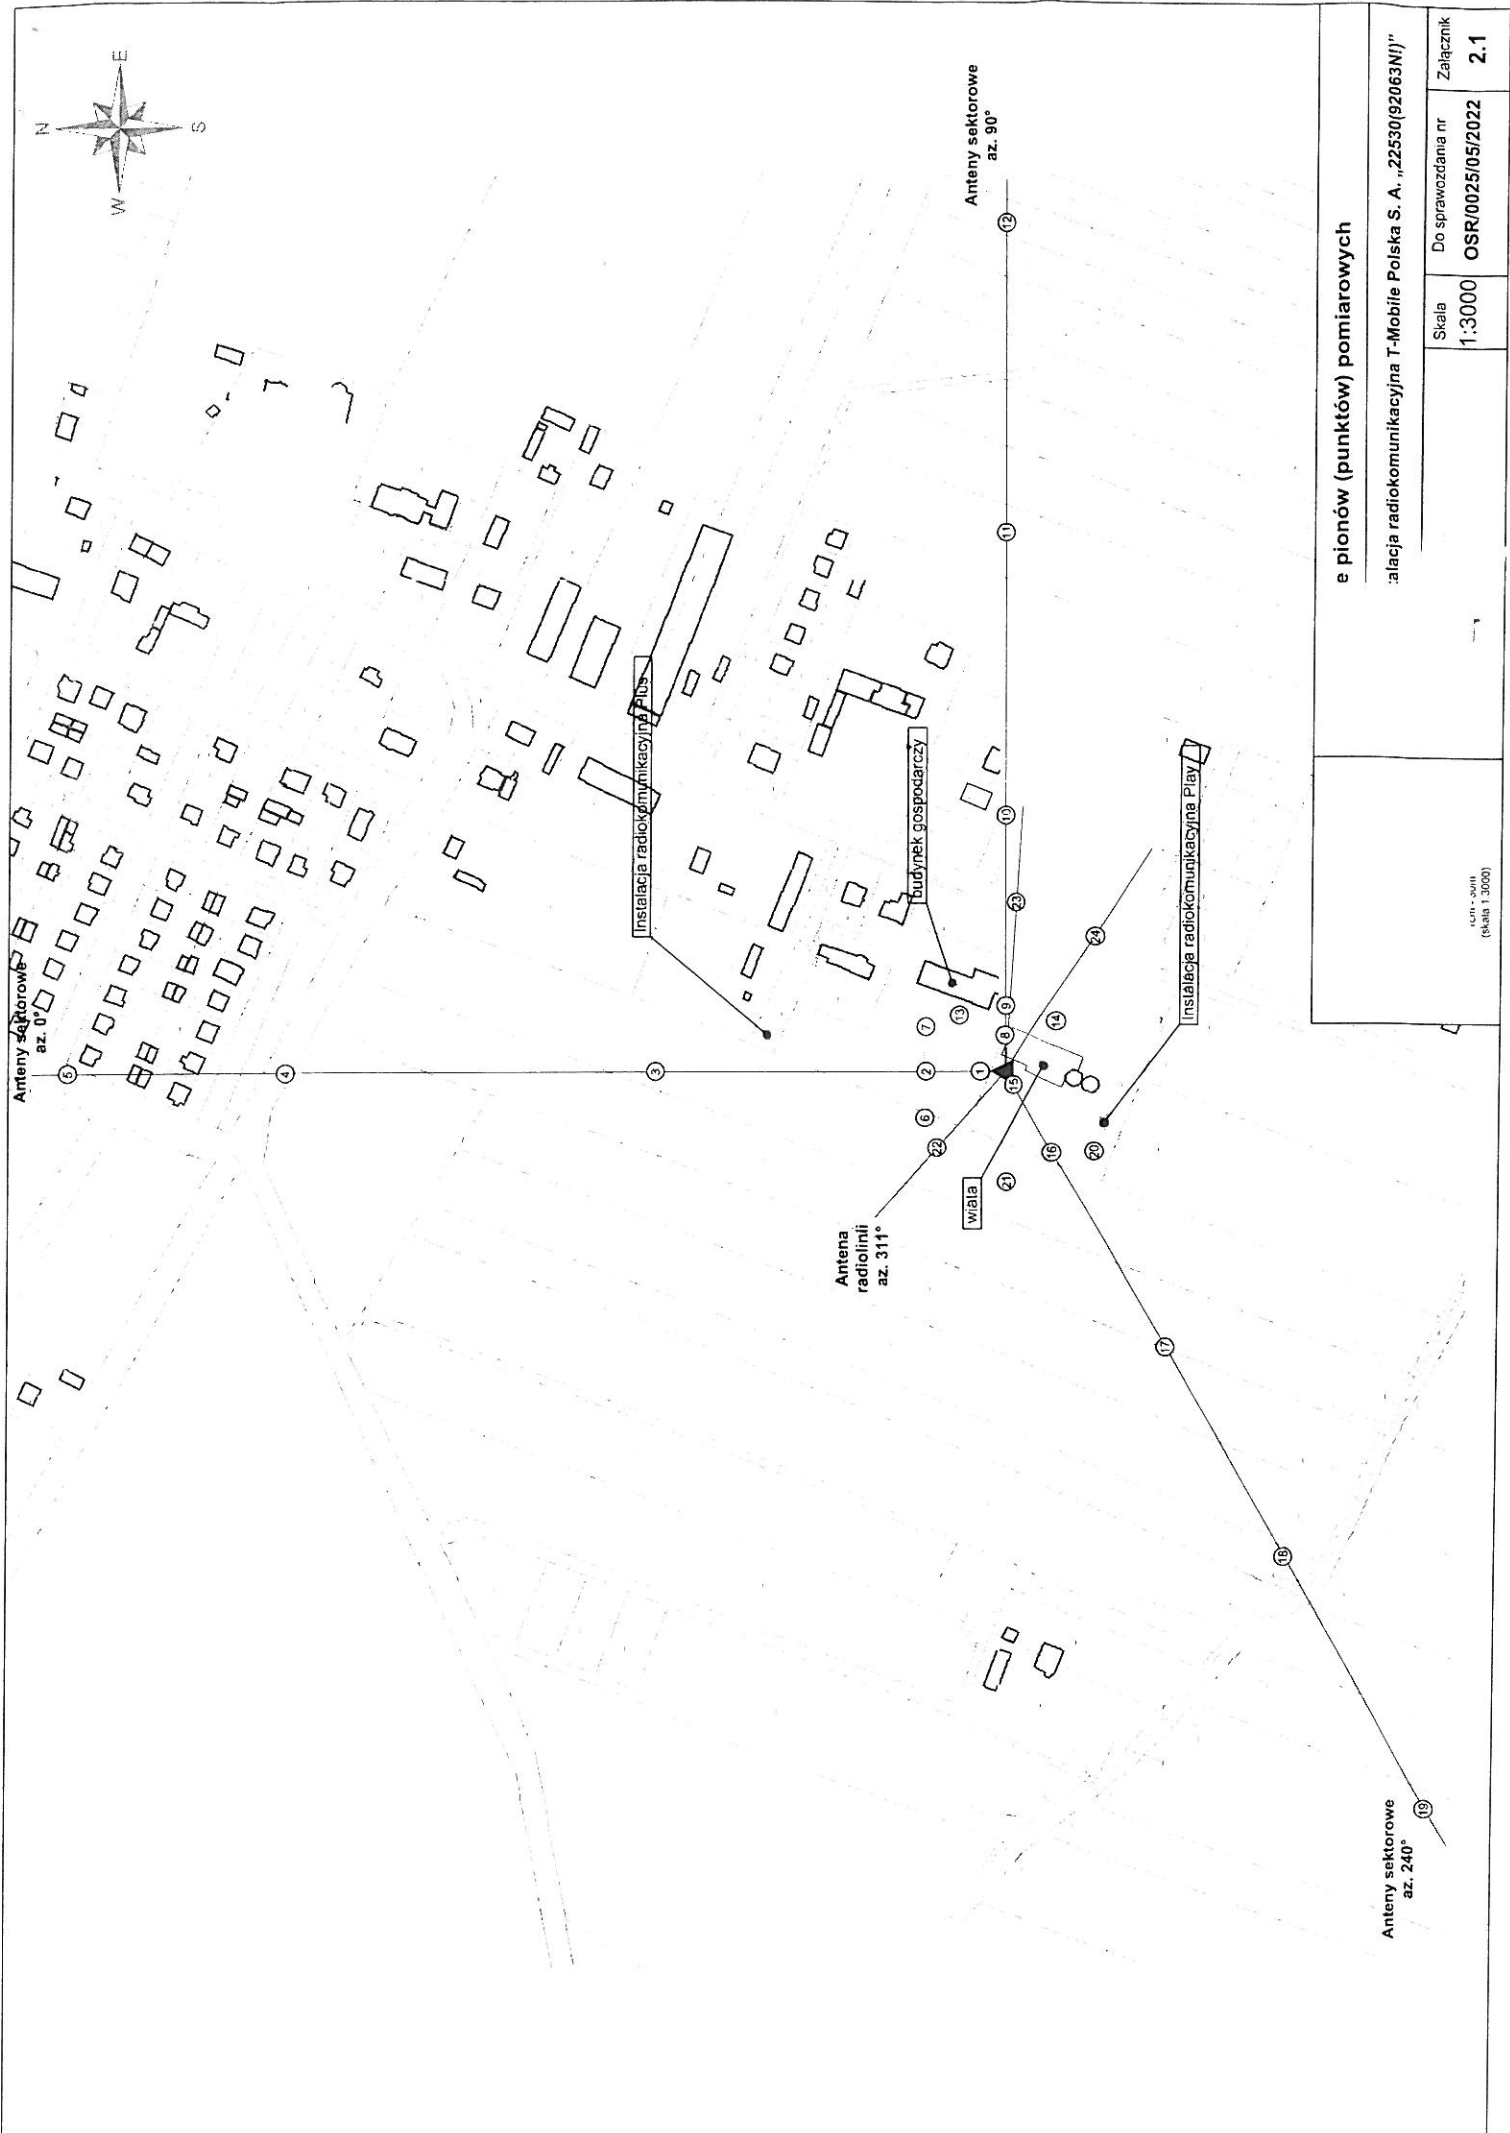 N
E
S
W
Anteny sektorowe
az. 0°
5
4
3
2
1
6
7
22
21
20
13
8
9
10
11
12
14
15
16
17
18
19
23
24
Anteny sektorowe
az. 90°
Instalacja radiokomunikacyjna Plus
budynek gospodarczy
Instalacja radiokomunikacyjna Play
wiata
Antena
radiolinii
az. 311°
Anteny sektorowe
az. 240°
e pionów (punktów) pomiarowych
alacja radiokomunikacyjna T-Mobile Polska S. A. „22530(92063N!)”
Skala
1:3000
Do sprawozdania nr
OSR/0025/05/2022
Załącznik
2.1
(skala 1:3000)